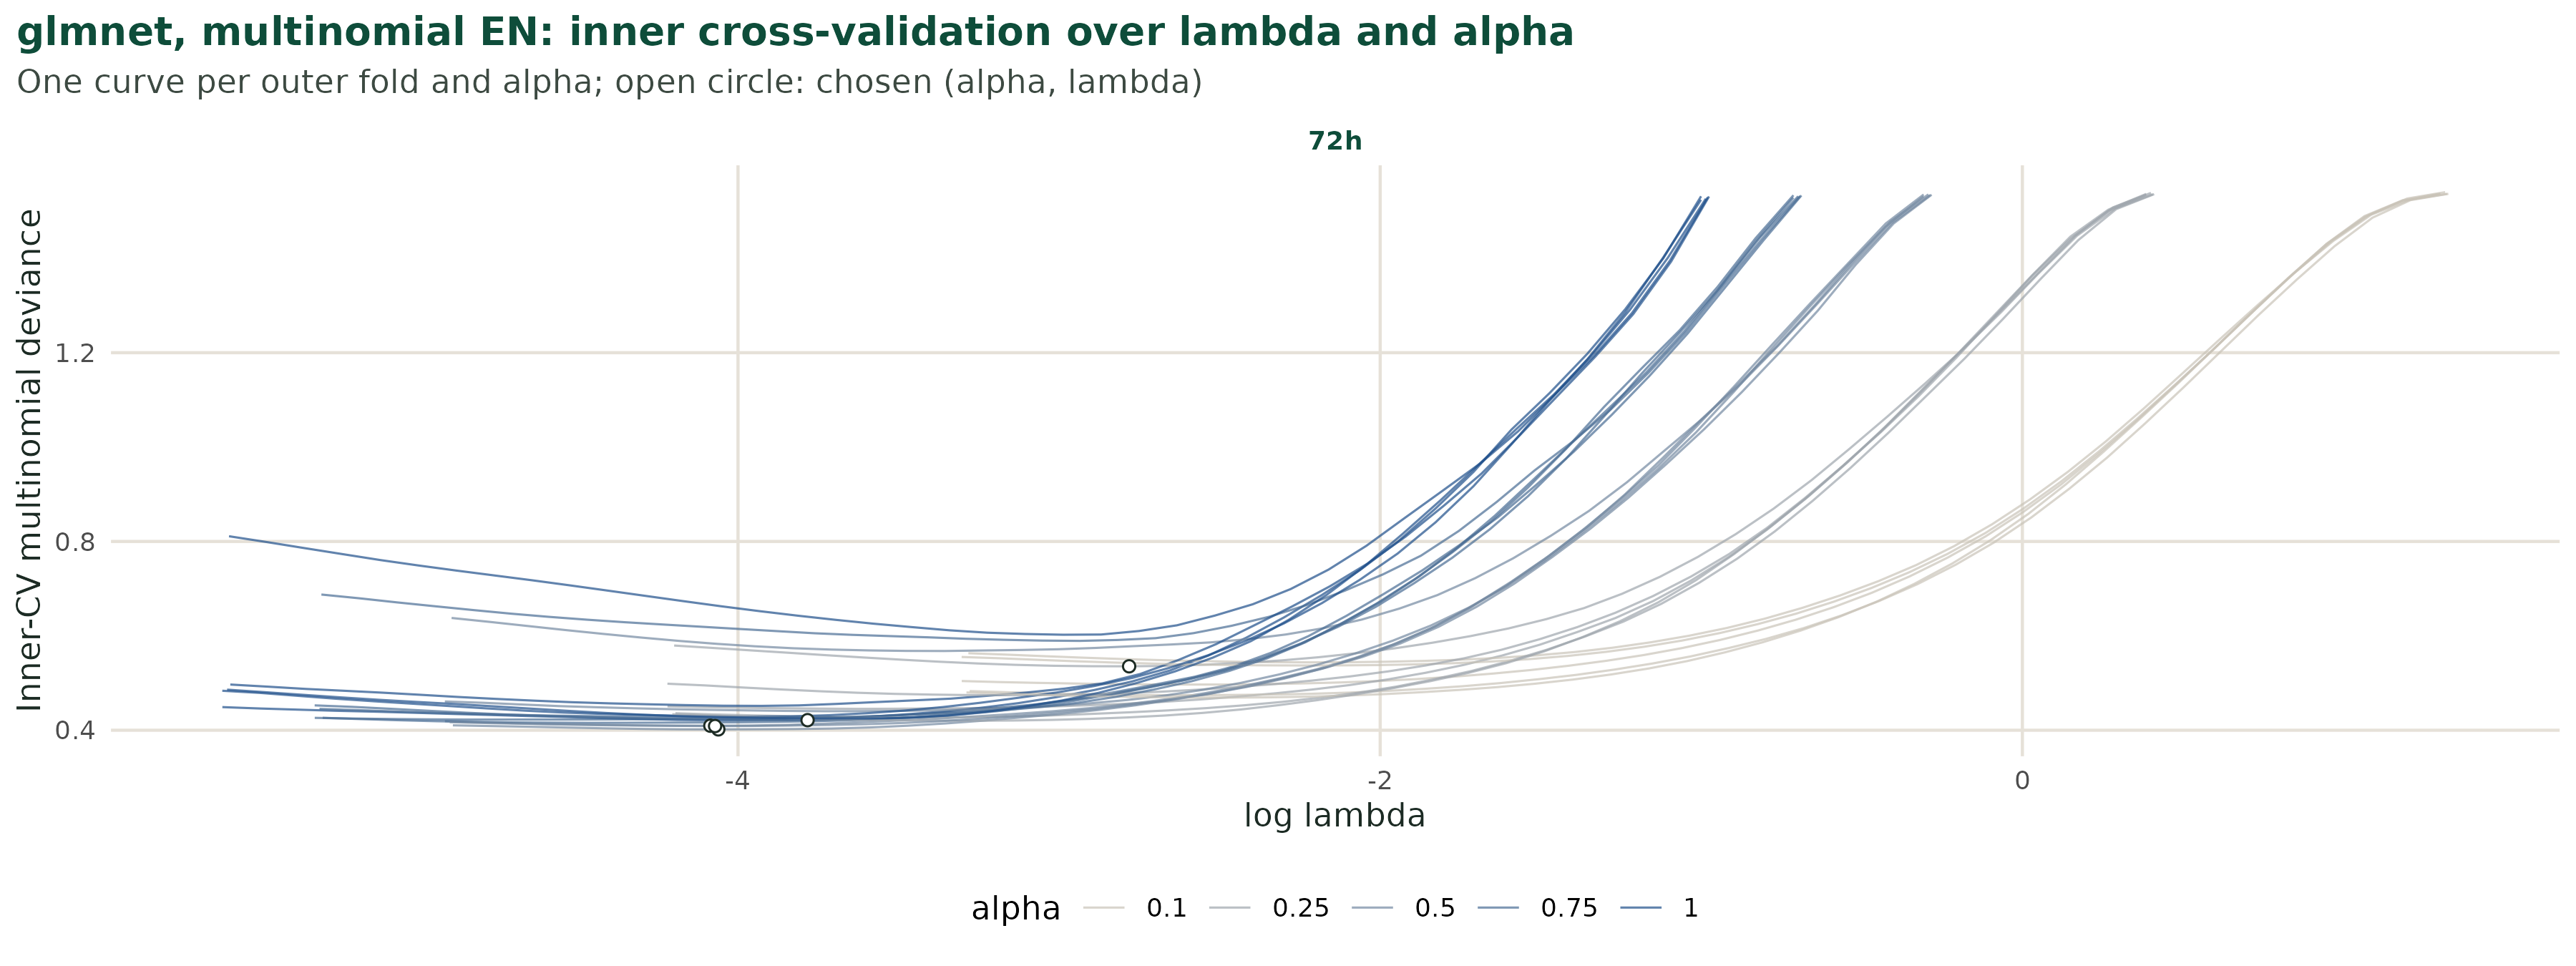 glmnet, multinomial EN: inner cross-validation over lambda and alpha
One curve per outer fold and alpha; open circle: chosen (alpha, lambda)
72h
Inner-CV multinomial deviance
1.2
0.8
0.4
-4
-2
0
log lambda
alpha 0.1 0.25 0.5 0.75 1